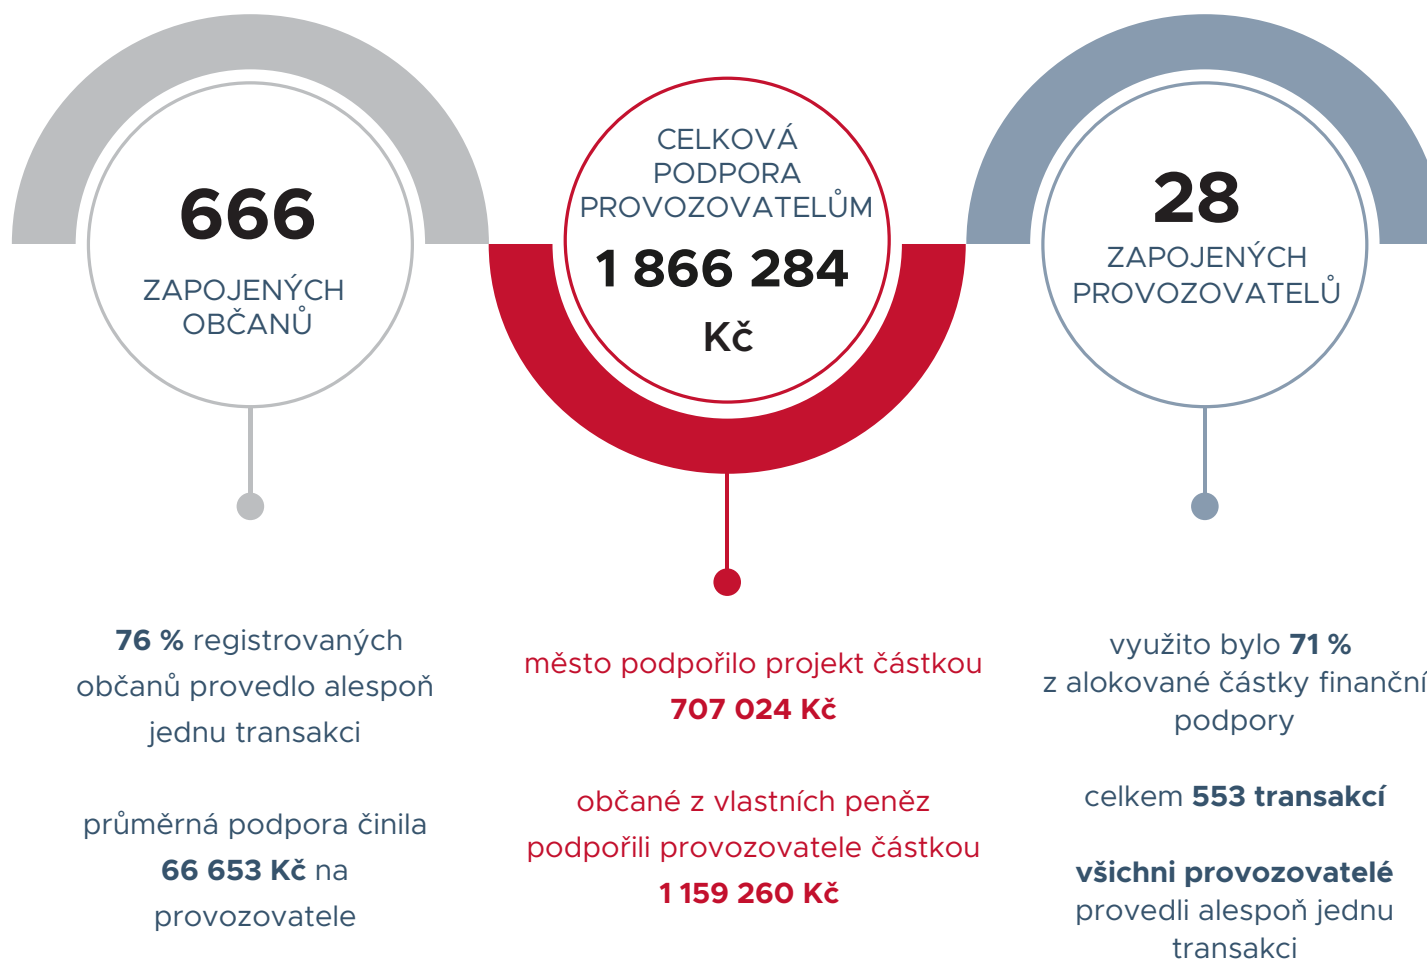 666
ZAPOJENÝCH
OBČANŮ
76 % registrovaných
občanů provedlo alespoň
jednu transakci
průměrná podpora činila
66 653 Kč na
provozovatele
CELKOVÁ
PODPORA
PROVOZOVATELŮM
1 866 284
Kč
město podpořilo projekt částkou
707 024 Kč
občané z vlastních peněz
podpořili provozovatele částkou
1 159 260 Kč
28
ZAPOJENÝCH
PROVOZOVATELŮ
využito bylo 71 %
z alokované částky finanční
podpory
celkem 553 transakcí
všichni provozovatelé
provedli alespoň jednu
transakci